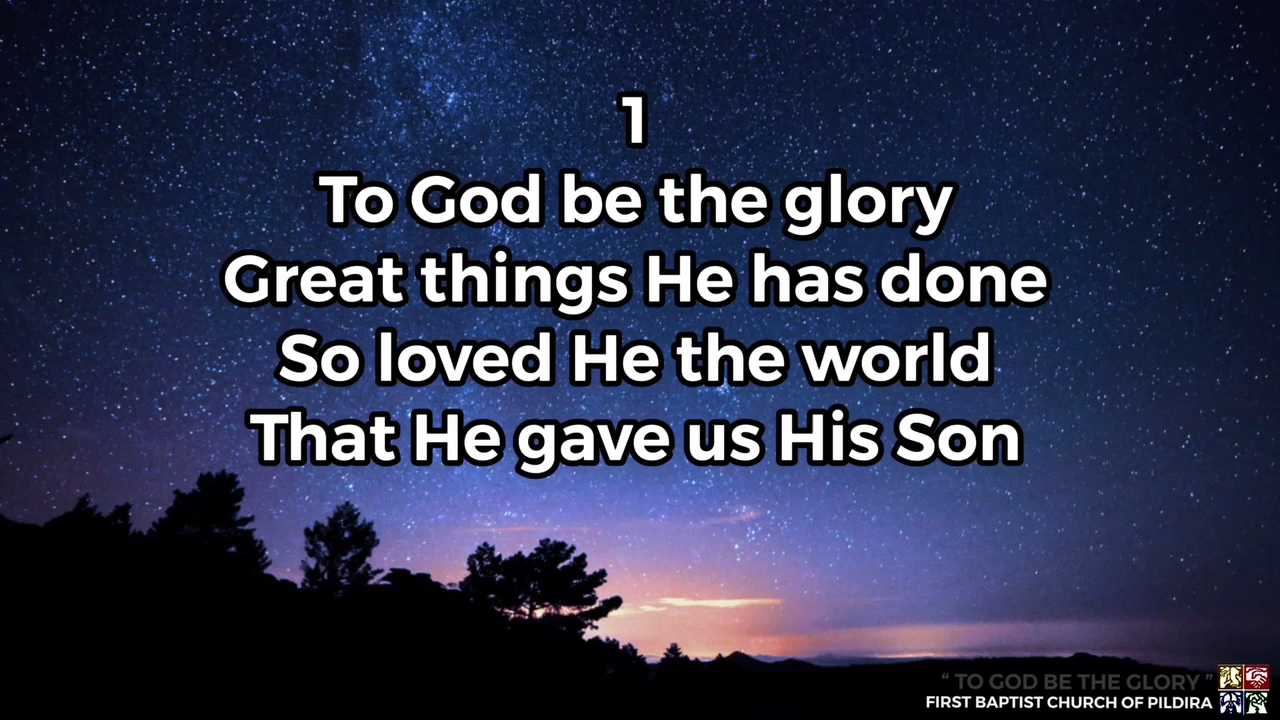 1
To God be the glory
Great things He has done
So loved He the world
That He gave us His Son
“ TO GOD BE THE GLORY ”
FIRST BAPTIST CHURCH OF PILDIRA